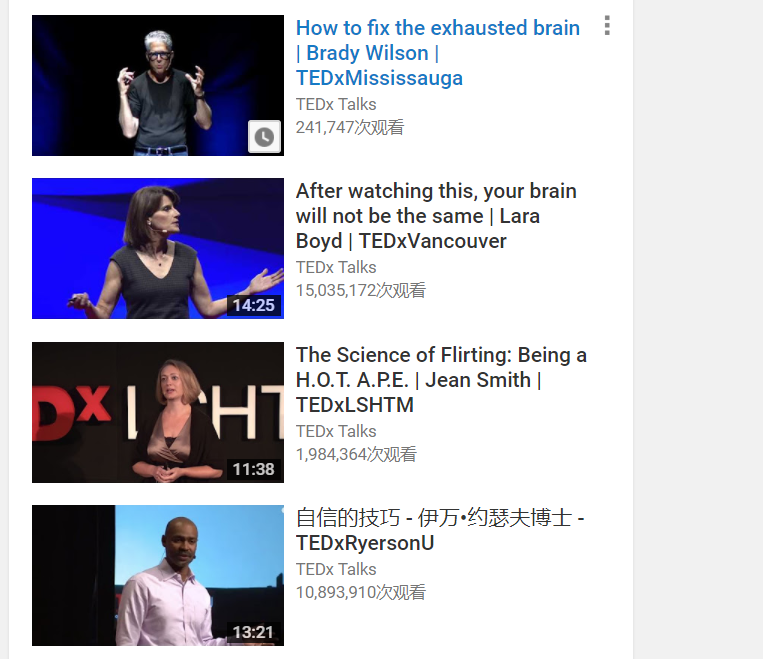 How to fix the exhausted brain
| Brady Wilson |
TEDxMississauga
TEDx Talks
241,747次观看
After watching this, your brain
will not be the same | Lara
Boyd | TEDxVancouver
TEDx Talks
15,035,172次观看
14:25
The Science of Flirting: Being a
H.O.T. A.P.E. | Jean Smith |
TEDxLSHTM
TEDx Talks
1,984,364次观看
DX LSHT
11:38
自信的技巧 - 伊万•约瑟夫博士 -
TEDxRyersonU
TEDx Talks
10,893,910次观看
13:21